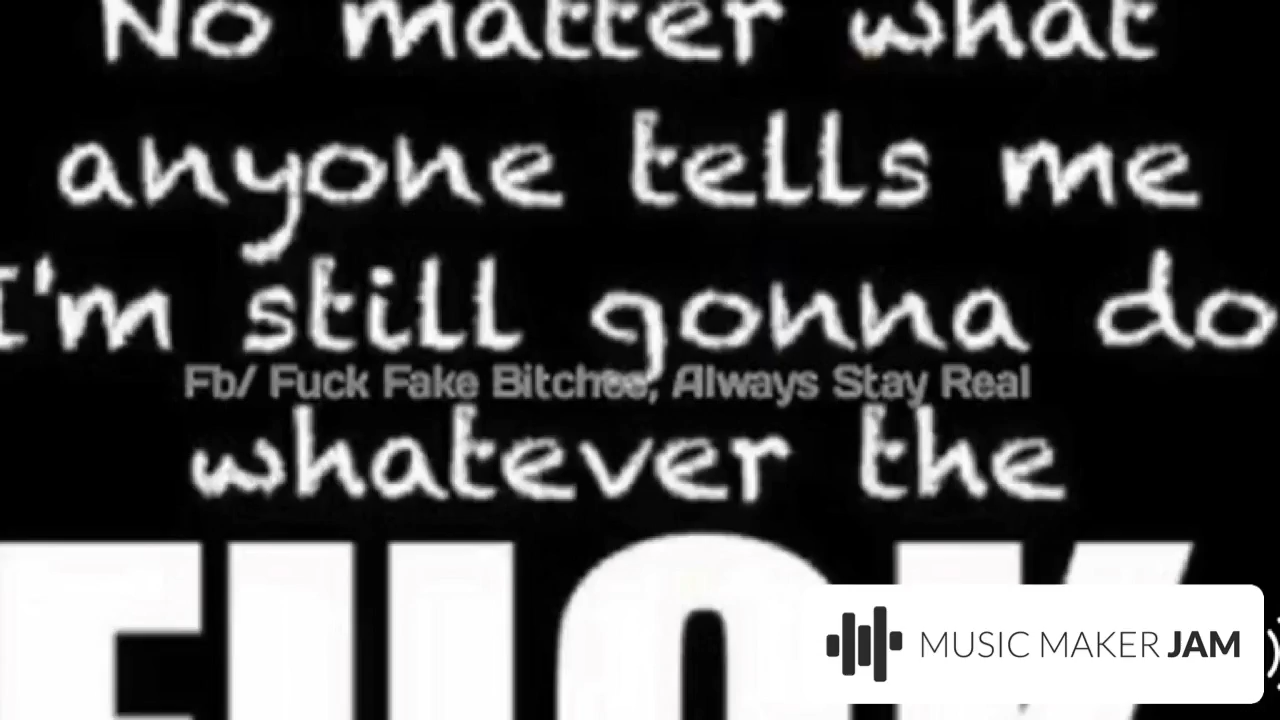 No matter what
anyone tells me
I'm still gonna do
Fb/ Fuck Fake Bitches, Always Stay Real
whatever the
FUCK
MUSIC MAKER JAM